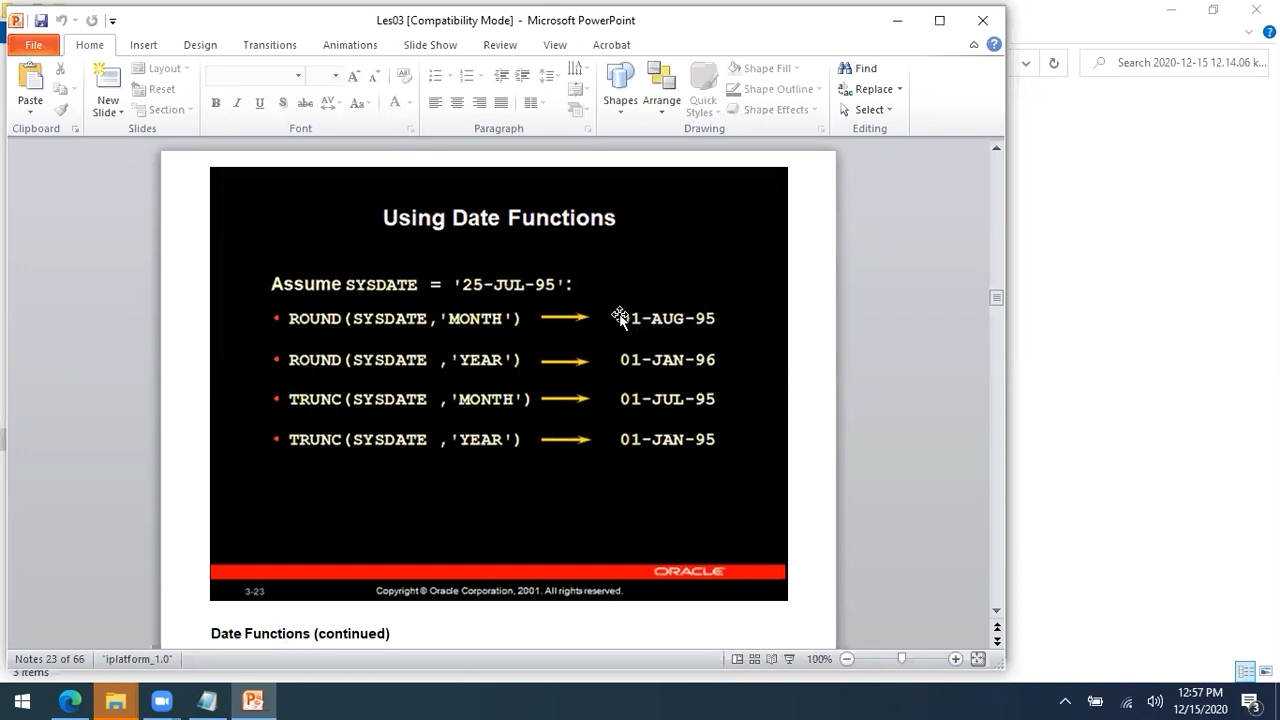 Les03 [Compatibility Mode] - Microsoft PowerPoint
File Home Insert Design Transitions Animations Slide Show Review View Acrobat
Search 2020-12-15 12.14.06 k...
Paste
New Slide
Layout
Reset
Section
B I U S abc AV Aa A
Shapes
Arrange
Quick Styles
Shape Fill
Shape Outline
Shape Effects
Find
Replace
Select
Clipboard Slides Font Paragraph Drawing Editing
Using Date Functions
Assume SYSDATE = '25-JUL-95':
• ROUND(SYSDATE,'MONTH') 01-AUG-95
• ROUND(SYSDATE ,'YEAR') 01-JAN-96
• TRUNC(SYSDATE ,'MONTH') 01-JUL-95
• TRUNC(SYSDATE ,'YEAR') 01-JAN-95
ORACLE
3-23 Copyright © Oracle Corporation, 2001. All rights reserved.
Date Functions (continued)
Notes 23 of 66 "iplatform_1.0" 100%
3 items
12:57 PM
12/15/2020
3